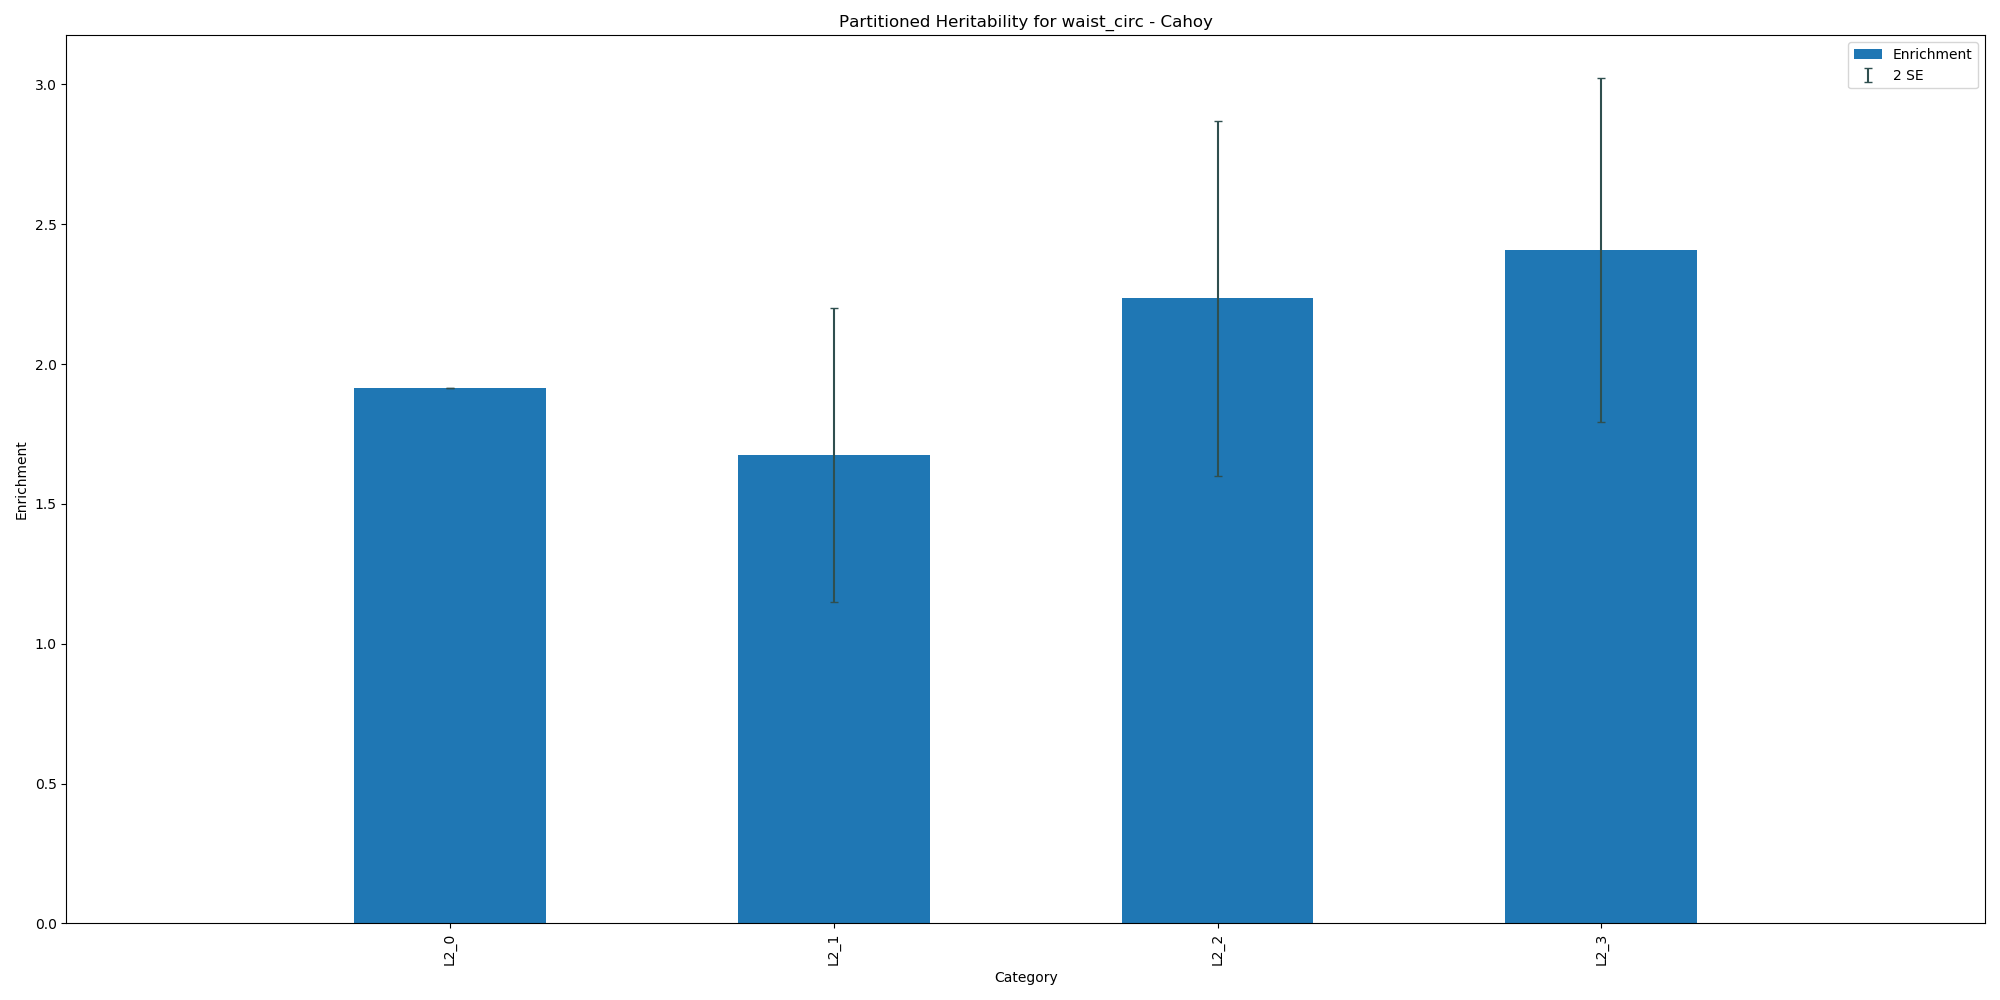 Partitioned Heritability for waist_circ - Cahoy
Enrichment
2 SE
3.0
2.5
2.0
1.5
1.0
0.5
0.0
Enrichment
L2_0
L2_1
L2_2
L2_3
Category